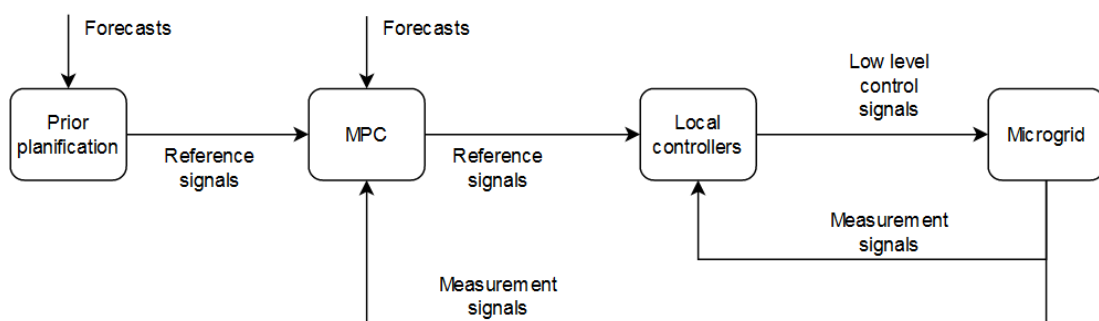 Forecasts
Forecasts
Prior
planification
Reference
signals
MPC
Reference
signals
Local
controllers
Low level
control
signals
Microgrid
Measurement
signals
Measurement
signals